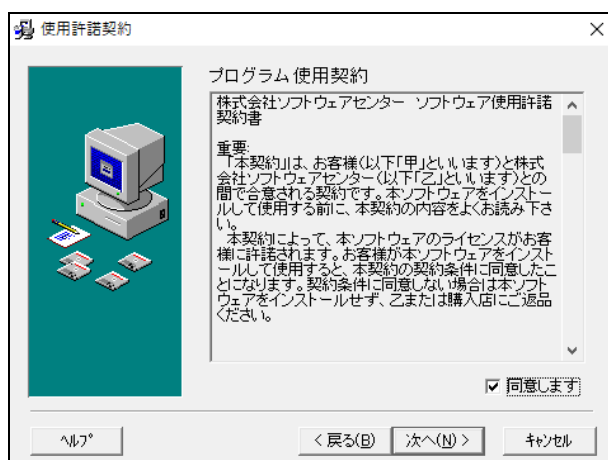 使用許諾契約
プログラム使用契約
株式会社ソフトウェアセンター　ソフトウェア使用許諾
契約書
重要:
「本契約」は、お客様(以下「甲」といいます)と株式
会社ソフトウェアセンター(以下「乙」といいます)との
間で合意される契約です。本ソフトウェアをインストー
ルして使用する前に、本契約の内容をよくお読み下さ
い。
本契約によって、本ソフトウェアのライセンスがお客
様に許諾されます。お客様が本ソフトウェアをインスト
ールして使用すると、本契約の契約条件に同意したこ
とになります。契約条件に同意しない場合は本ソフト
ウェアをインストールせず、乙または購入店にご返品
ください。
同意します
ﾍﾙﾌﾟ
< 戻る(B)
次へ(N) >
ｷｬﾝｾﾙ